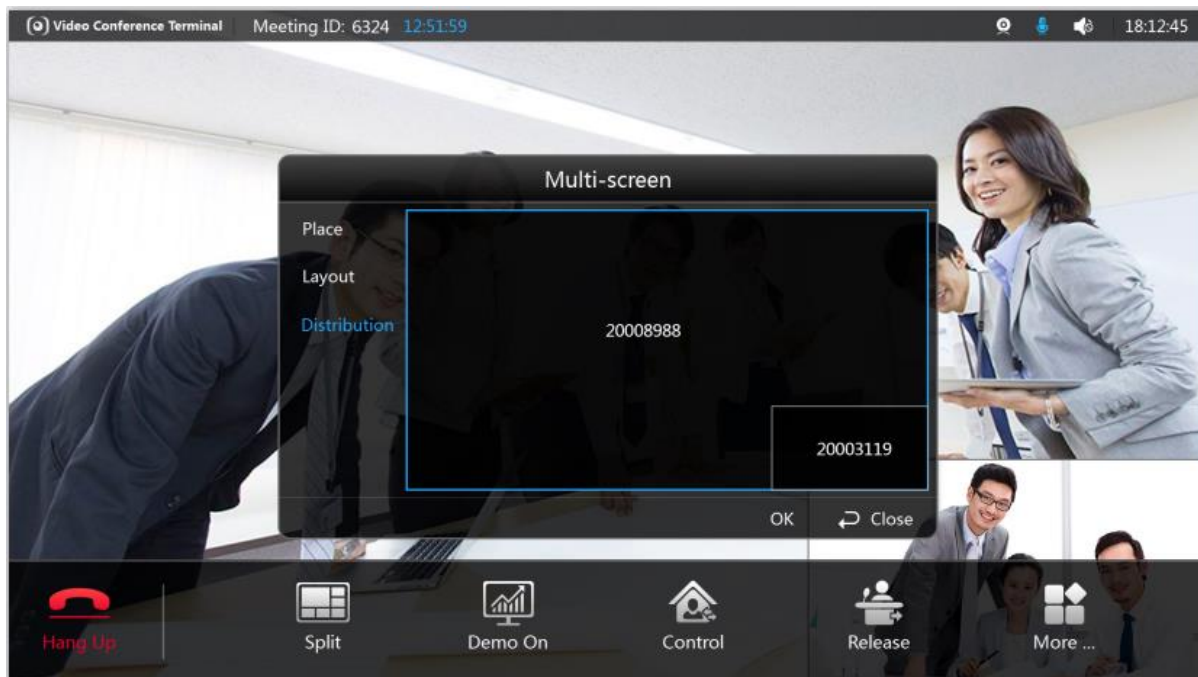 Video Conference Terminal Meeting ID: 6324 12:51:59 18:12:45
Multi-screen
Place
Layout
Distribution
20008988
20003119
OK Close
Hang Up Split Demo On Control Release More ...